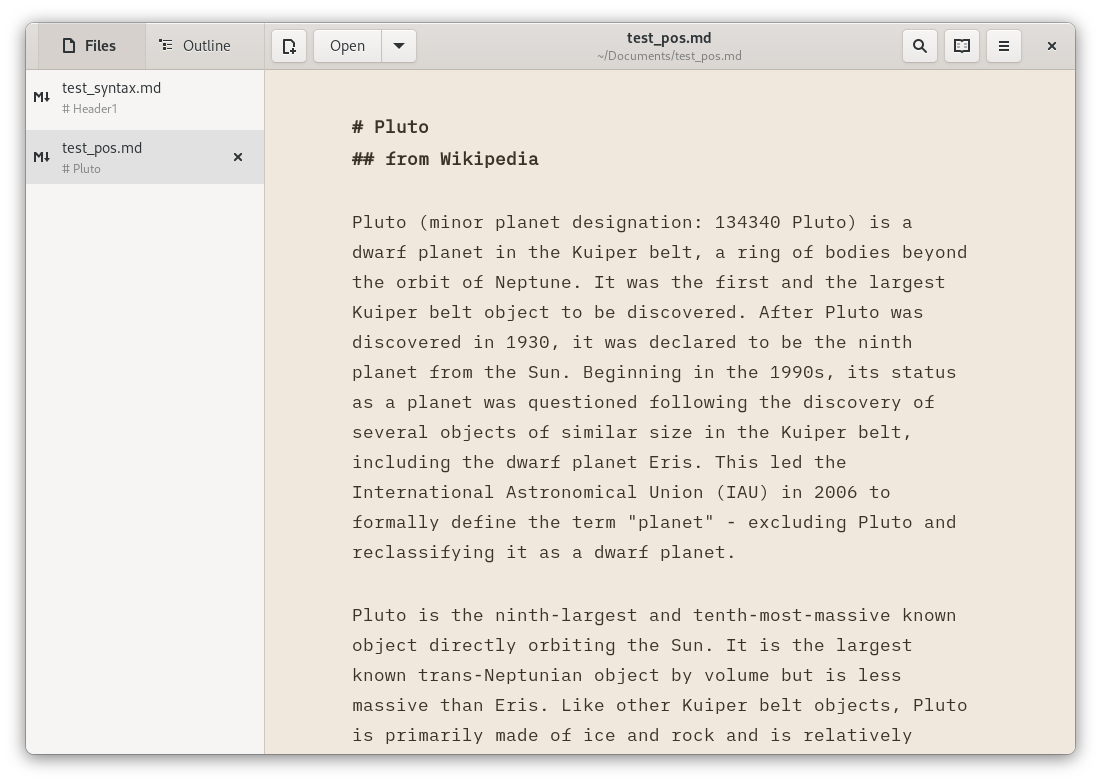 Files
Outline
Open
test_pos.md
~/Documents/test_pos.md
test_syntax.md
# Header1
test_pos.md
# Pluto
# Pluto
## from Wikipedia
Pluto (minor planet designation: 134340 Pluto) is a
dwarf planet in the Kuiper belt, a ring of bodies beyond
the orbit of Neptune. It was the first and the largest
Kuiper belt object to be discovered. After Pluto was
discovered in 1930, it was declared to be the ninth
planet from the Sun. Beginning in the 1990s, its status
as a planet was questioned following the discovery of
several objects of similar size in the Kuiper belt,
including the dwarf planet Eris. This led the
International Astronomical Union (IAU) in 2006 to
formally define the term "planet" - excluding Pluto and
reclassifying it as a dwarf planet.
Pluto is the ninth-largest and tenth-most-massive known
object directly orbiting the Sun. It is the largest
known trans-Neptunian object by volume but is less
massive than Eris. Like other Kuiper belt objects, Pluto
is primarily made of ice and rock and is relatively